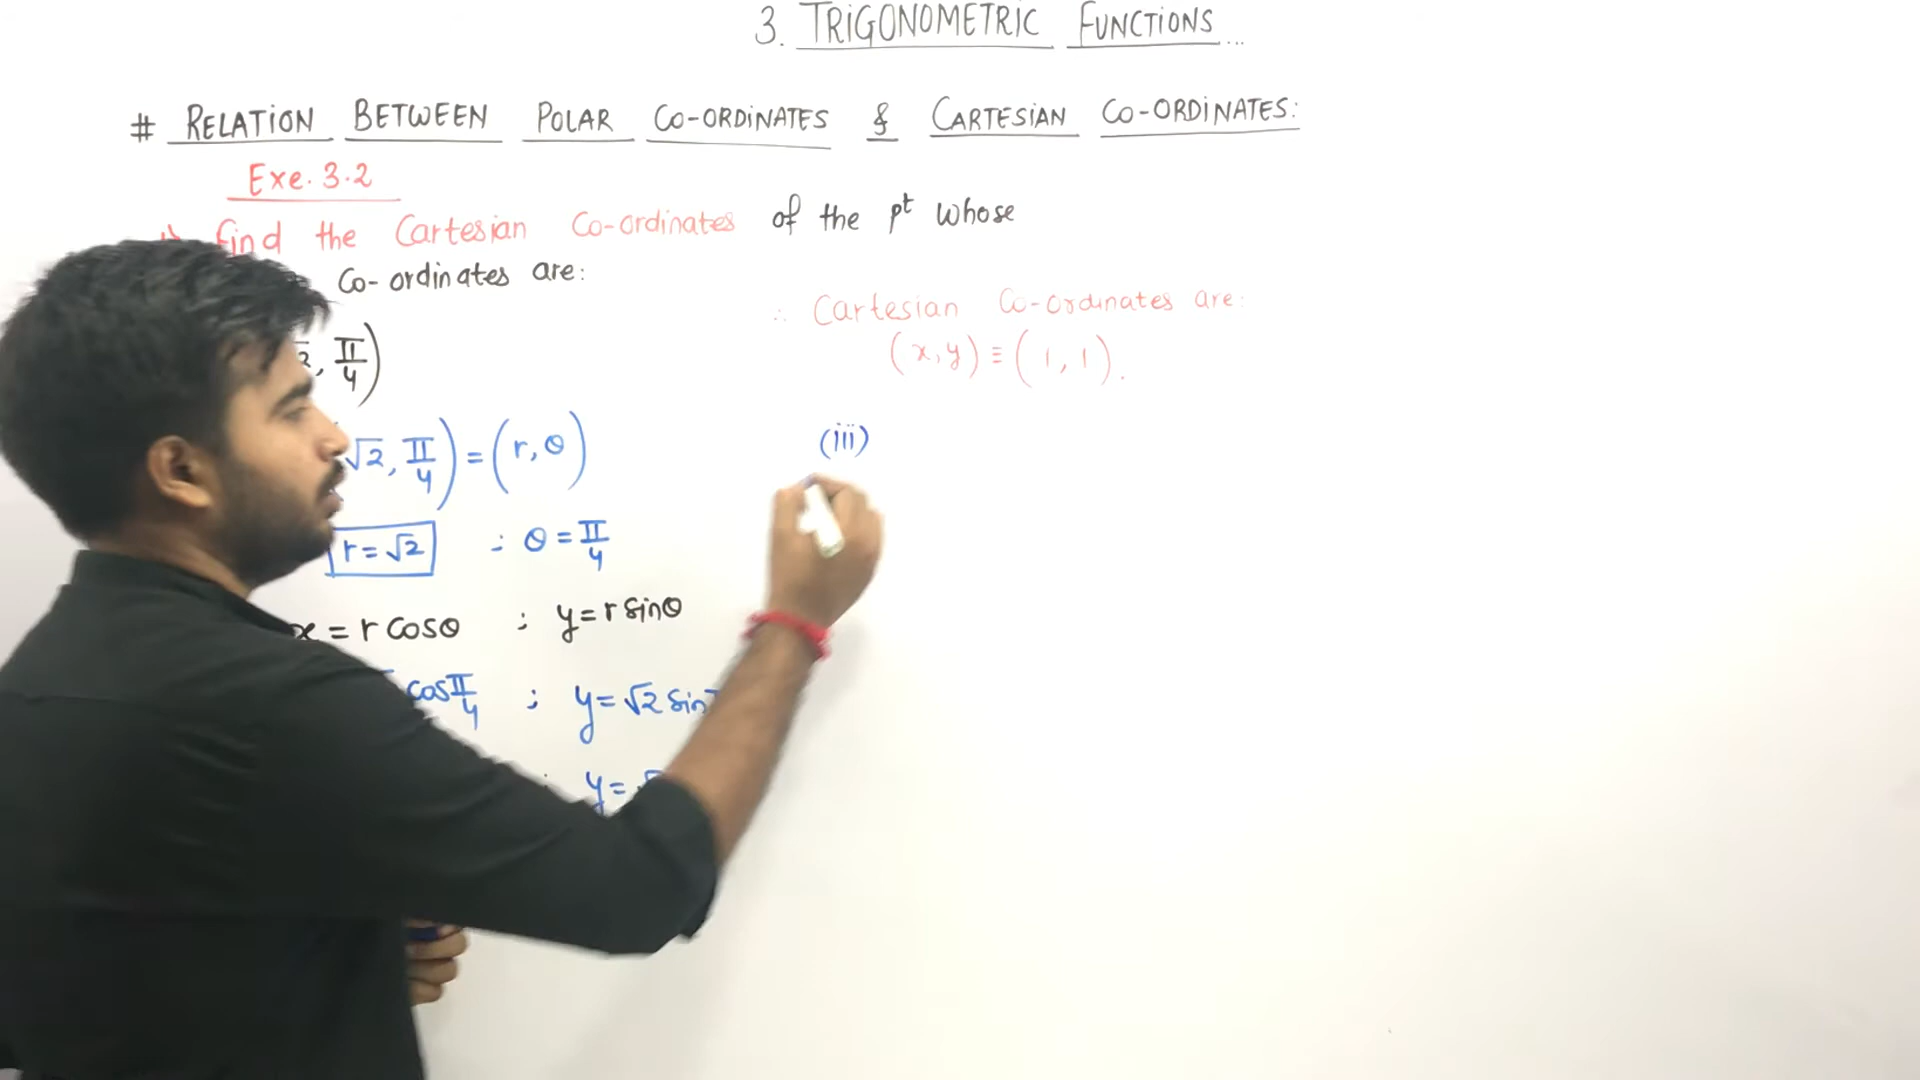 3. TRIGONOMETRIC FUNCTIONS...
# RELATION BETWEEN POLAR CO-ORDINATES & CARTESIAN CO-ORDINATES:
Exe. 3.2
find the Cartesian Co-ordinates of the pt whose
Co-ordinates are:
, π/4)
√2, π/4) = (r, θ)
r = √2 ; θ = π/4
x = r cosθ ; y = r sinθ
cos π/4 ; y = √2 sin
y =
∴ Cartesian Co-ordinates are:
(x, y) ≡ (1, 1).
(iii)